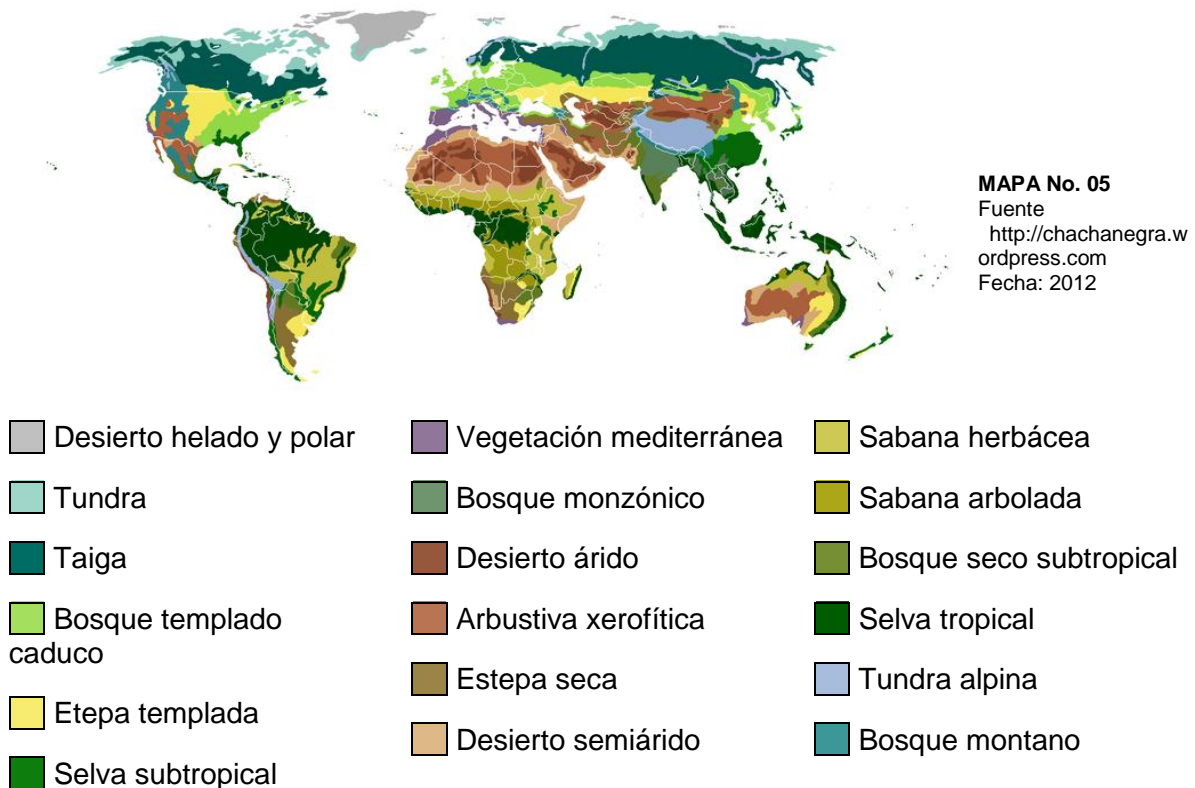 MAPA No. 05
Fuente
http://chachanegra.w
ordpress.com
Fecha: 2012
Desierto helado y polar
Tundra
Taiga
Bosque templado
caduco
Etepa templada
Selva subtropical
Vegetación mediterránea
Bosque monzónico
Desierto árido
Arbustiva xerofítica
Estepa seca
Desierto semiárido
Sabana herbácea
Sabana arbolada
Bosque seco subtropical
Selva tropical
Tundra alpina
Bosque montano